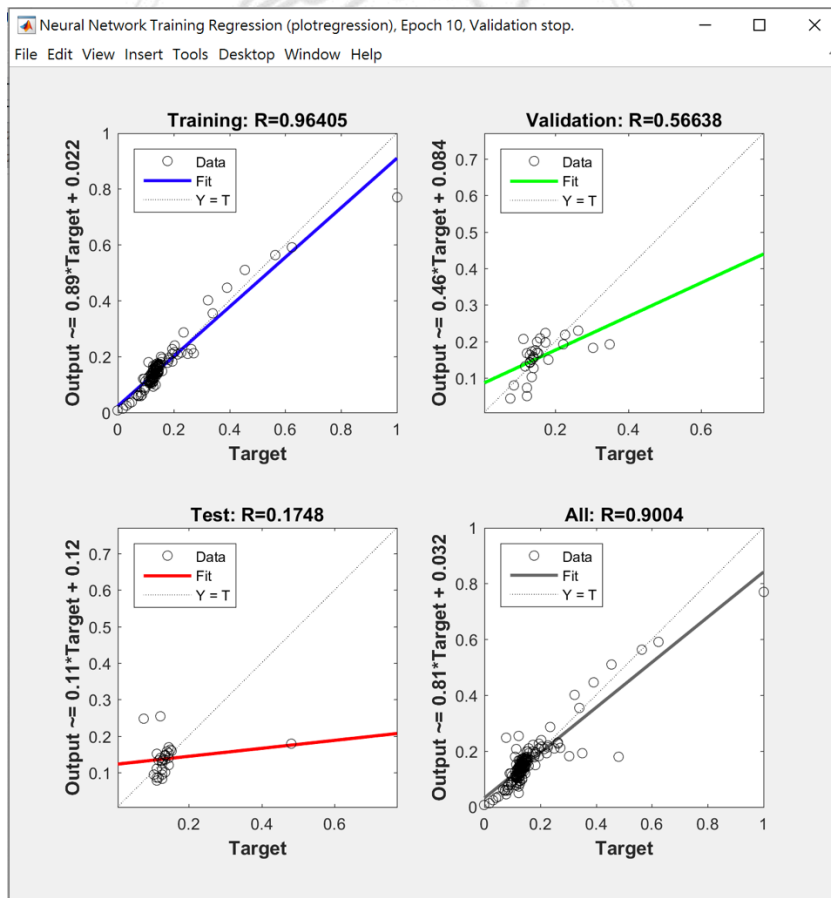 Neural Network Training Regression (plotregression), Epoch 10, Validation stop.
File Edit View Insert Tools Desktop Window Help
Training: R=0.96405
Output ~= 0.89*Target + 0.022
1
0.8
0.6
0.4
0.2
0
Data
Fit
Y = T
0 0.2 0.4 0.6 0.8 1
Target
Validation: R=0.56638
Output ~= 0.46*Target + 0.084
0.7
0.6
0.5
0.4
0.3
0.2
0.1
Data
Fit
Y = T
0.2 0.4 0.6
Target
Test: R=0.1748
Output ~= 0.11*Target + 0.12
0.7
0.6
0.5
0.4
0.3
0.2
0.1
Data
Fit
Y = T
0.2 0.4 0.6
Target
All: R=0.9004
Output ~= 0.81*Target + 0.032
1
0.8
0.6
0.4
0.2
0
Data
Fit
Y = T
0 0.2 0.4 0.6 0.8 1
Target